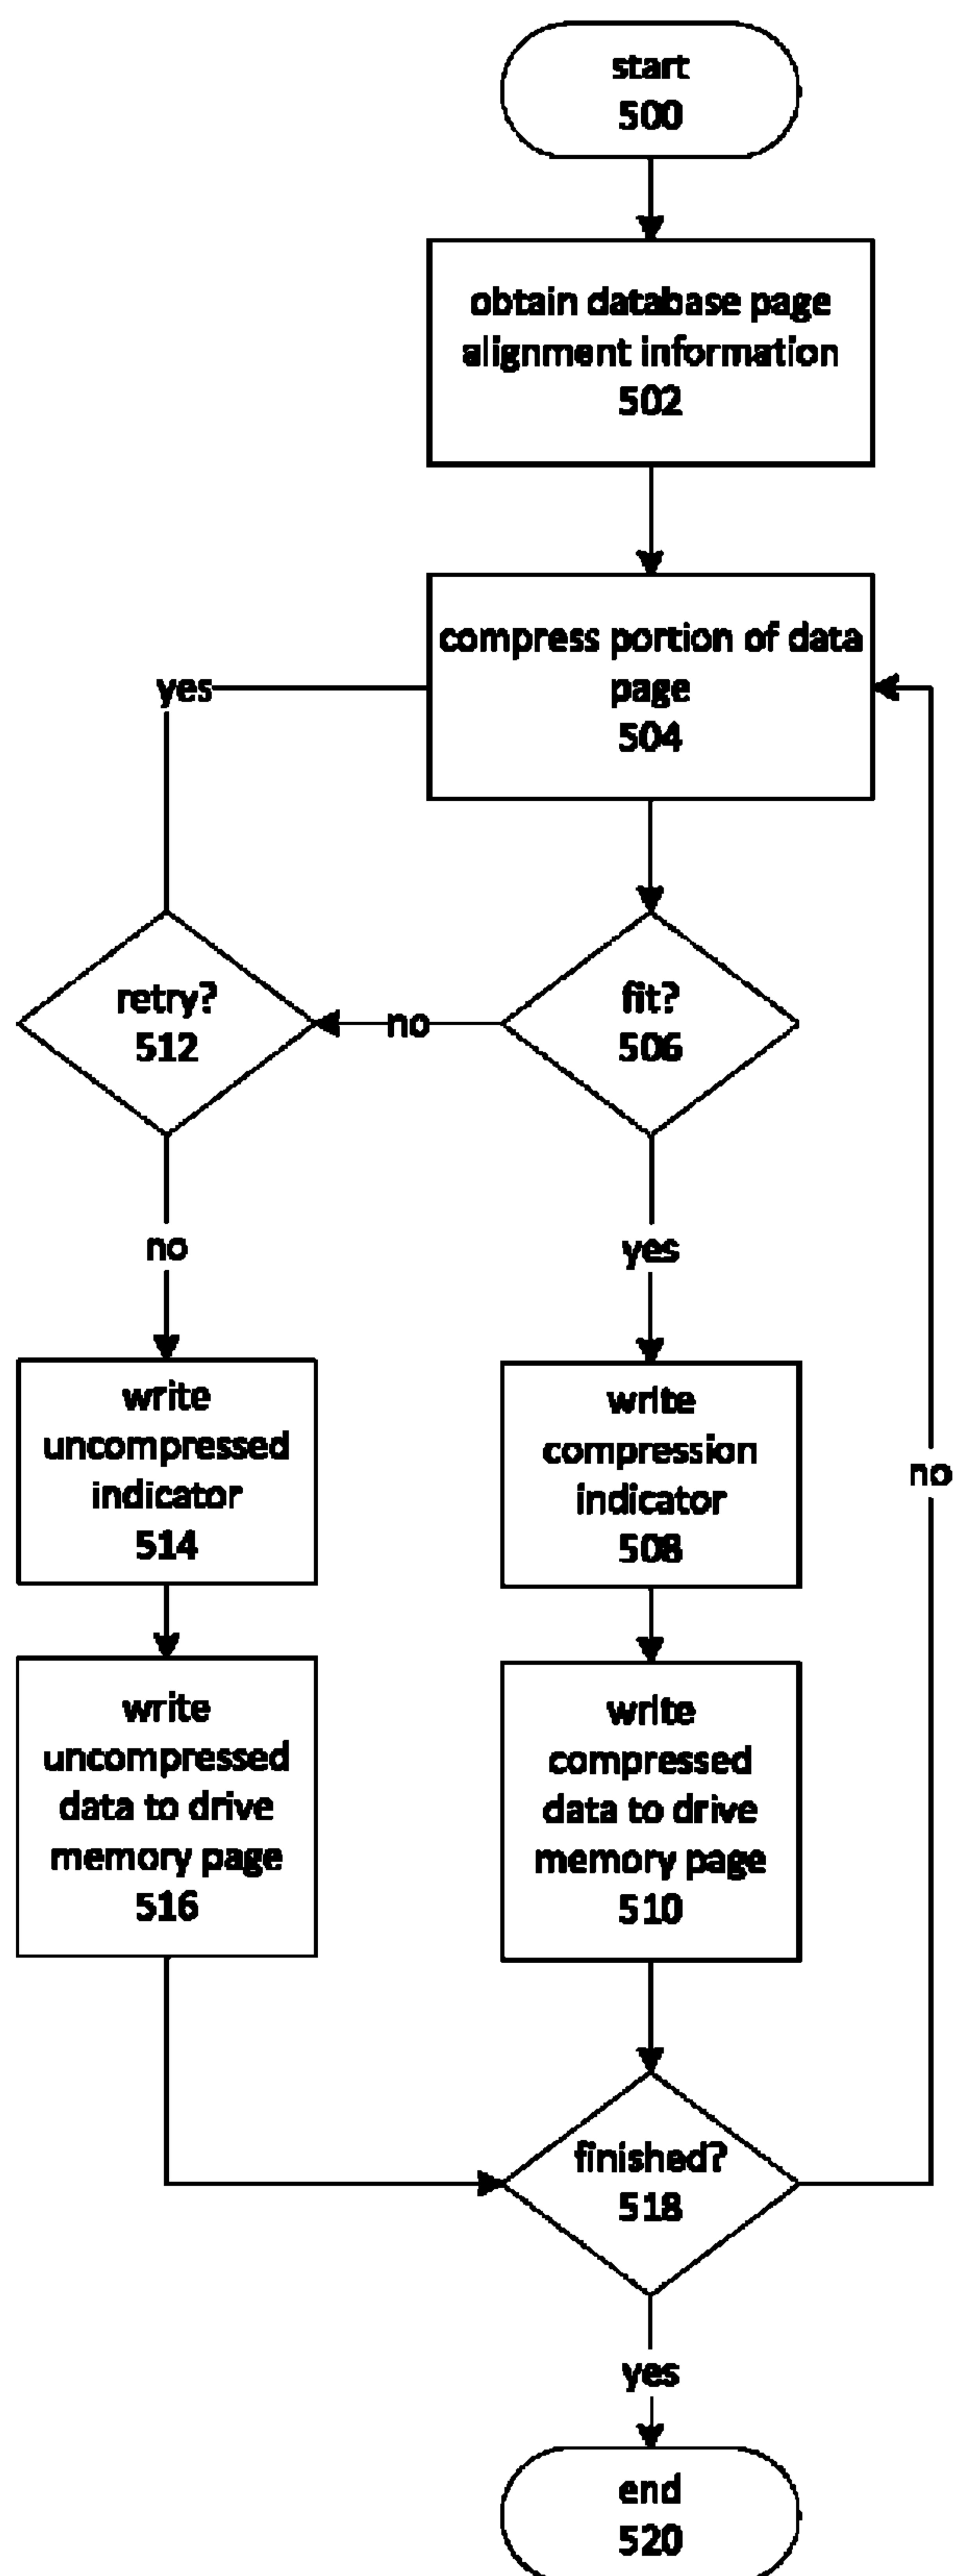 start
500
obtain database page
alignment information
502
compress portion of data
page
504
yes
retry?
512
no
fit?
506
no
yes
write
uncompressed
indicator
514
write
compression
indicator
508
no
write
uncompressed
data to drive
memory page
516
write
compressed
data to drive
memory page
510
finished?
518
yes
end
520